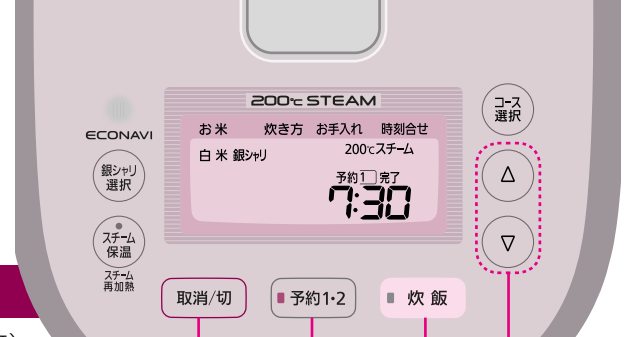 200℃ STEAM
お米 炊き方 お手入れ 時刻合せ
白米 銀シャリ 200℃スチーム
予約1 完了
7:30
ECONAVI
銀シャリ
選択
スチーム
保温
スチーム
再加熱
コース
選択
△
▽
取消/切
予約1・2
炊飯